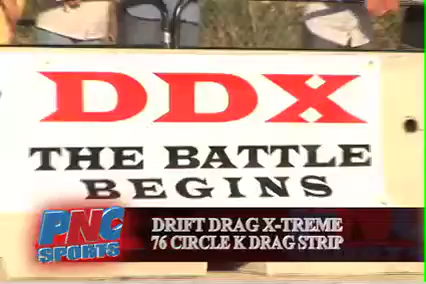 DDX
THE BATTLE
BEGINS
PNC
SPORTS
DRIFT DRAG X-TREME
76 CIRCLE K DRAG STRIP